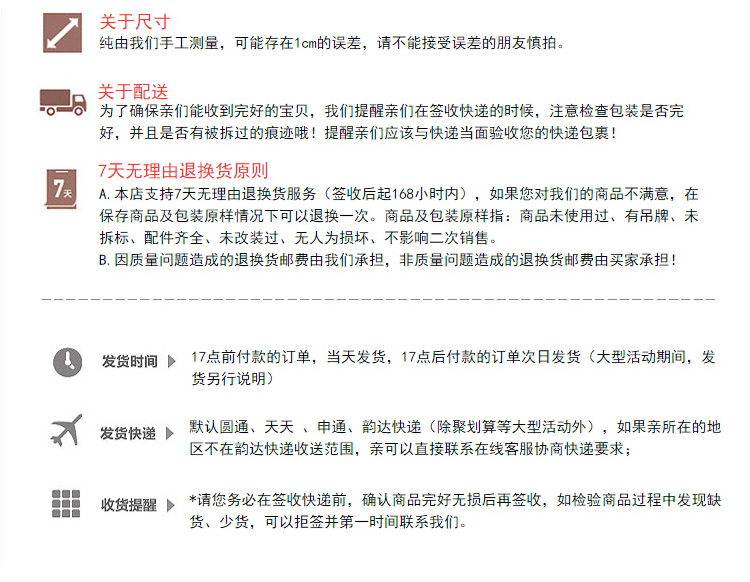 关于尺寸
纯由我们手工测量，可能存在1cm的误差，请不能接受误差的朋友慎拍。
关于配送
为了确保亲们能收到完好的宝贝，我们提醒亲们在签收快递的时候，注意检查包装是否完
好，并且是否有被拆过的痕迹哦！提醒亲们应该与快递当面验收您的快递包裹！
7天
7天无理由退换货原则
A.本店支持7天无理由退换货服务（签收后起168小时内），如果您对我们的商品不满意，在
保存商品及包装原样情况下可以退换一次。商品及包装原样指：商品未使用过、有吊牌、未
拆标、配件齐全、未改装过、无人为损坏、不影响二次销售。
B.因质量问题造成的退换货邮费由我们承担，非质量问题造成的退换货邮费由买家承担！
发货时间
17点前付款的订单，当天发货，17点后付款的订单次日发货（大型活动期间，发
货另行说明）
发货快递
默认圆通、天天 、申通、韵达快递（除聚划算等大型活动外），如果亲所在的地
区不在韵达快递收送范围，亲可以直接联系在线客服协商快递要求；
收货提醒
*请您务必在签收快递前，确认商品完好无损后再签收，如检验商品过程中发现缺
货、少货，可以拒签并第一时间联系我们。